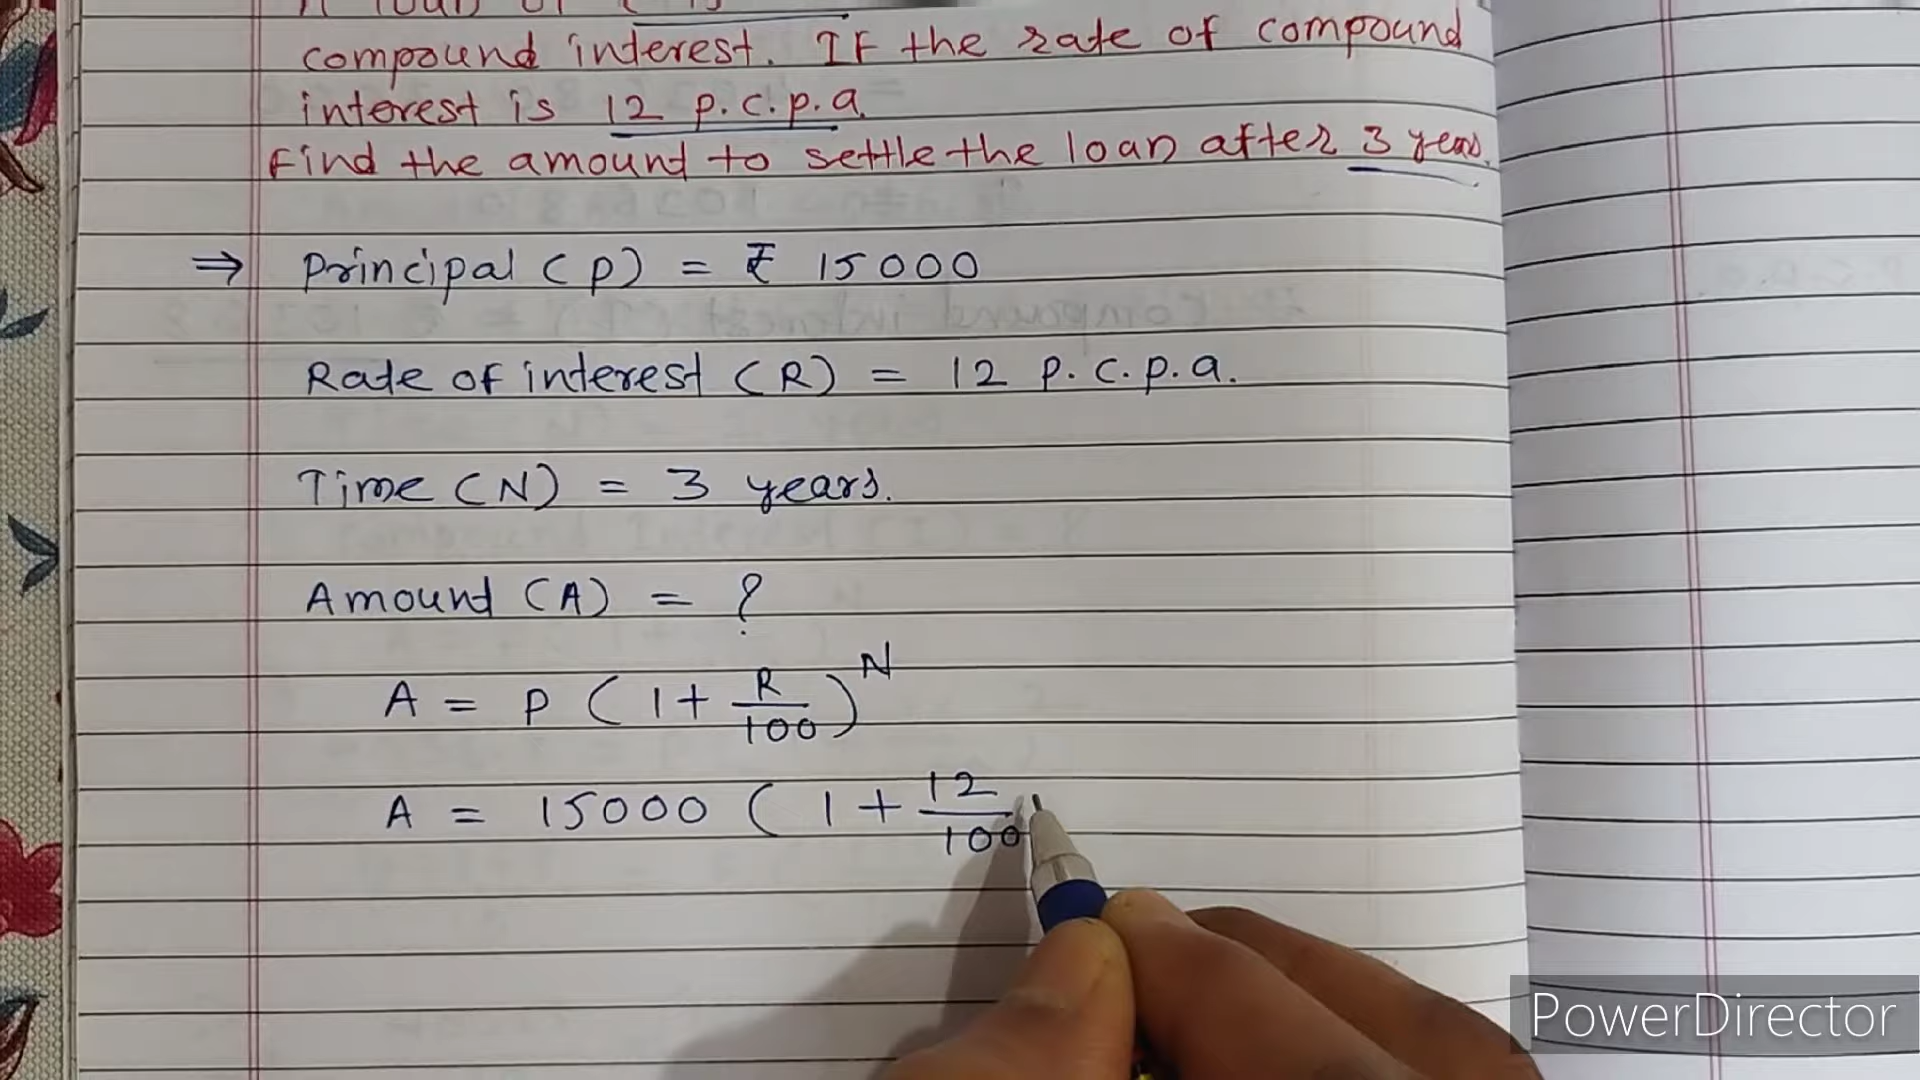 compound interest. If the rate of compound
interest is 12 p.c.p.a.
Find the amount to settle the loan after 3 years.
⇒ Principal (P) = ₹ 15000
Rate of interest (R) = 12 p.c.p.a.
Time (N) = 3 years.
Amount (A) = ?
A = P (1 + R/100)^N
A = 15000 (1 + 12/100
PowerDirector